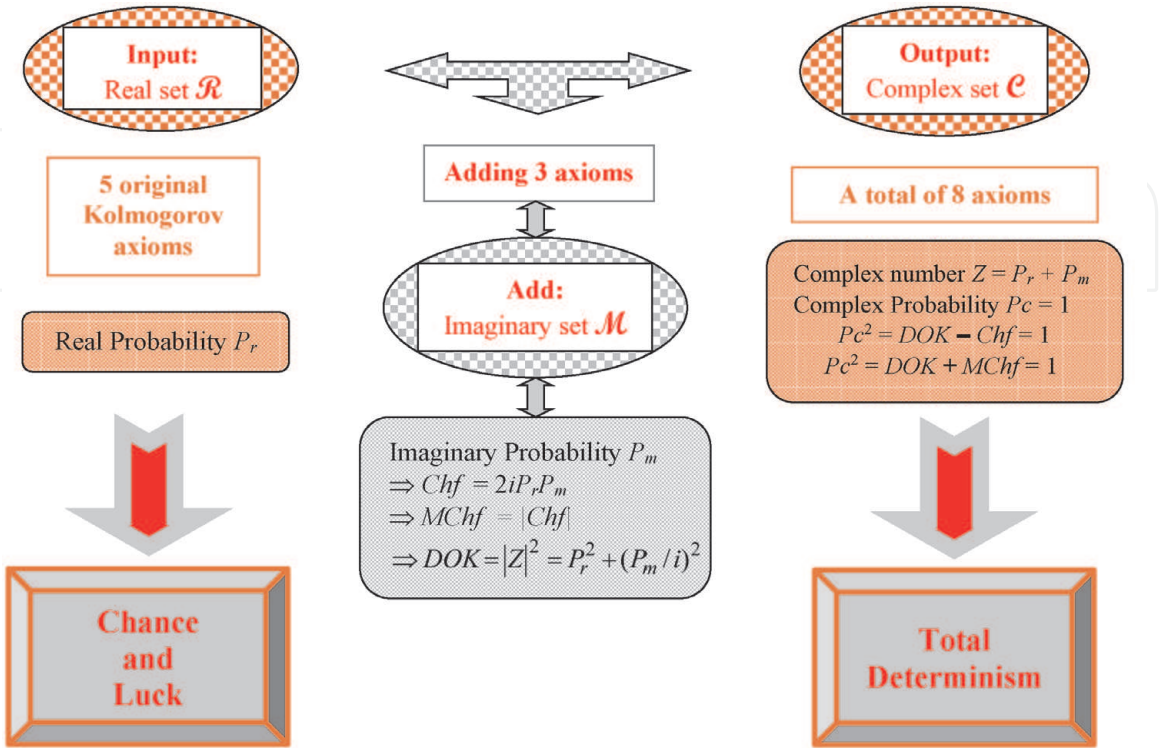 Input:
Real set ℛ
5 original
Kolmogorov
axioms
Real Probability Pr
Chance
and
Luck
Adding 3 axioms
Add:
Imaginary set ℳ
Imaginary Probability Pm
⇒ Chf = 2iPrPm
⇒ MChf = |Chf|
⇒ DOK = |Z|² = Pr² + (Pm/i)²
Output:
Complex set 𝒞
A total of 8 axioms
Complex number Z = Pr + Pm
Complex Probability Pc = 1
Pc² = DOK – Chf = 1
Pc² = DOK + MChf = 1
Total
Determinism